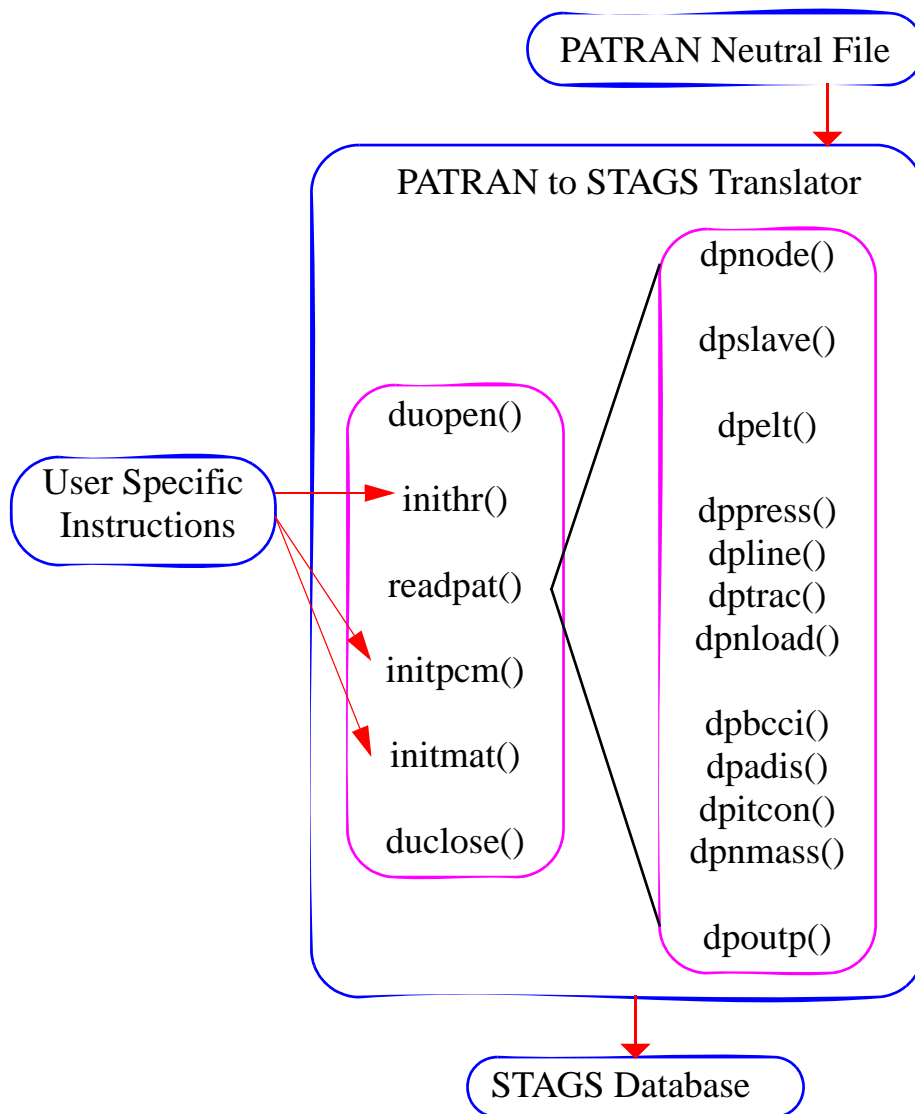 PATRAN Neutral File
PATRAN to STAGS Translator
User Specific
Instructions
duopen()
inithr()
readpat()
initpcm()
initmat()
duclose()
dpnode()
dpslave()
dpelt()
dppress()
dpline()
dptrac()
dpnload()
dpbcci()
dpadis()
dpitcon()
dpnmass()
dpoutp()
STAGS Database